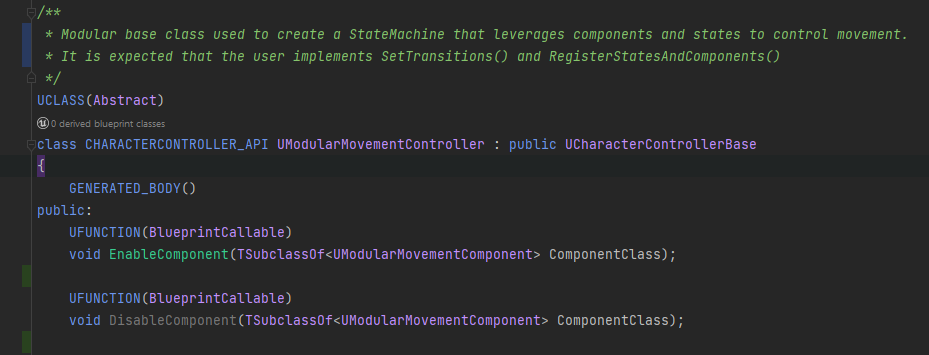 /**
 * Modular base class used to create a StateMachine that leverages components and states to control movement.
 * It is expected that the user implements SetTransitions() and RegisterStatesAndComponents()
 */
UCLASS(Abstract)
0 derived blueprint classes
class CHARACTERCONTROLLER_API UModularMovementController : public UCharacterControllerBase
{
    GENERATED_BODY()
public:
    UFUNCTION(BlueprintCallable)
    void EnableComponent(TSubclassOf<UModularMovementComponent> ComponentClass);
    UFUNCTION(BlueprintCallable)
    void DisableComponent(TSubclassOf<UModularMovementComponent> ComponentClass);